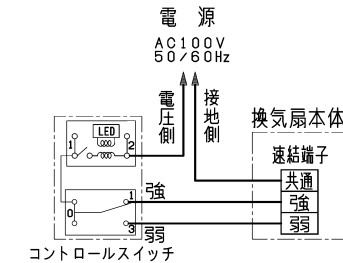 電 源
AC100V
50/60Hz
電圧側
接地側
換気扇本体
LED
速結端子
1
2
共通
強
弱
1
強
0
3
弱
コントロールスイッチ